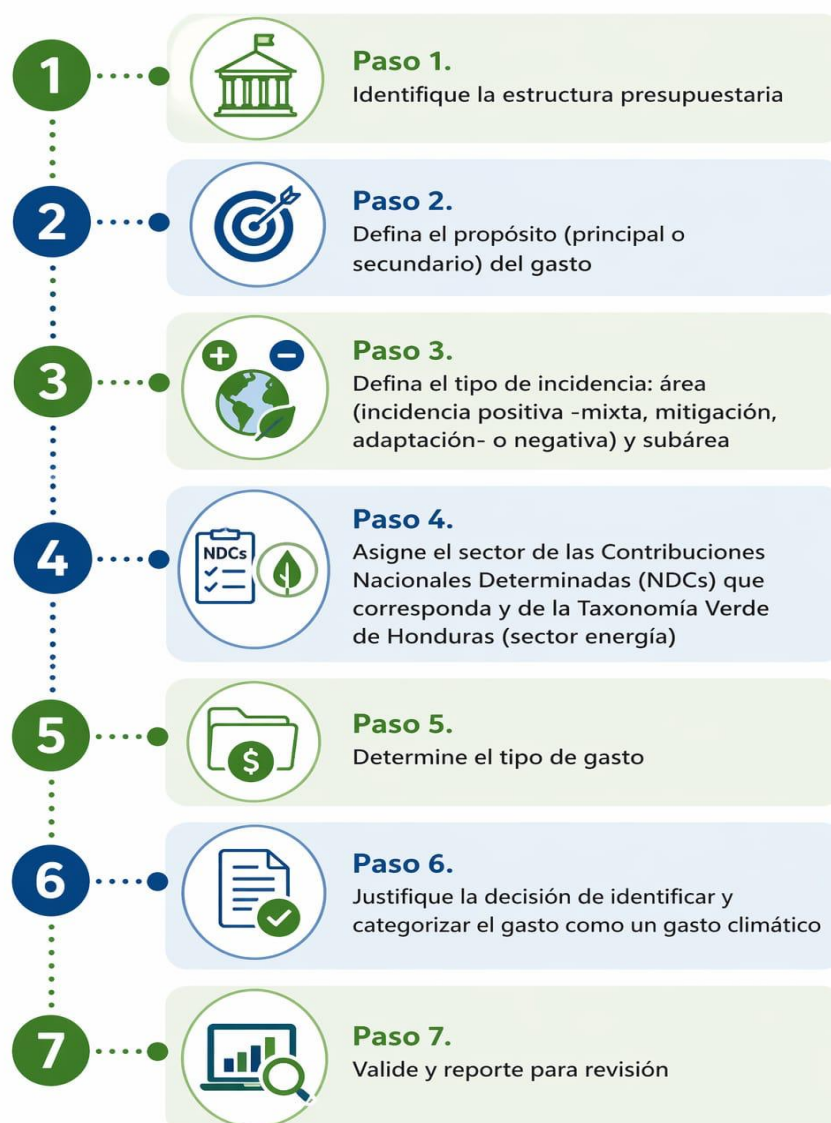 1
Paso 1.
Identifique la estructura presupuestaria
2
Paso 2.
Defina el propósito (principal o
secundario) del gasto
3
Paso 3.
Defina el tipo de incidencia: área
(incidencia positiva -mixta, mitigación,
adaptación- o negativa) y subárea
4
NDCs
Paso 4.
Asigne el sector de las Contribuciones
Nacionales Determinadas (NDCs) que
corresponda y de la Taxonomía Verde
de Honduras (sector energía)
5
$
Paso 5.
Determine el tipo de gasto
6
Paso 6.
Justifique la decisión de identificar y
categorizar el gasto como un gasto climático
7
Paso 7.
Valide y reporte para revisión